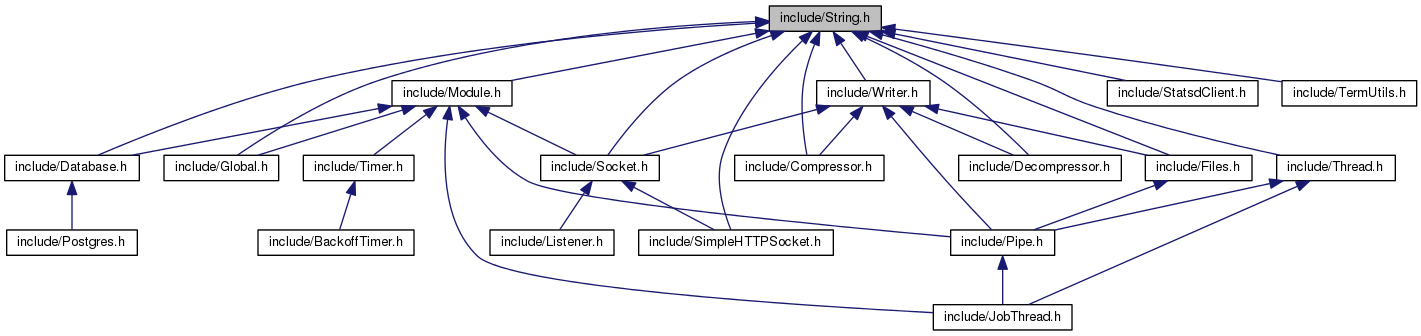 include/String.h
include/Module.h
include/Writer.h
include/StatsdClient.h
include/TermUtils.h
include/Database.h
include/Global.h
include/Timer.h
include/Socket.h
include/Compressor.h
include/Decompressor.h
include/Files.h
include/Thread.h
include/Postgres.h
include/BackoffTimer.h
include/Listener.h
include/SimpleHTTPSocket.h
include/Pipe.h
include/JobThread.h